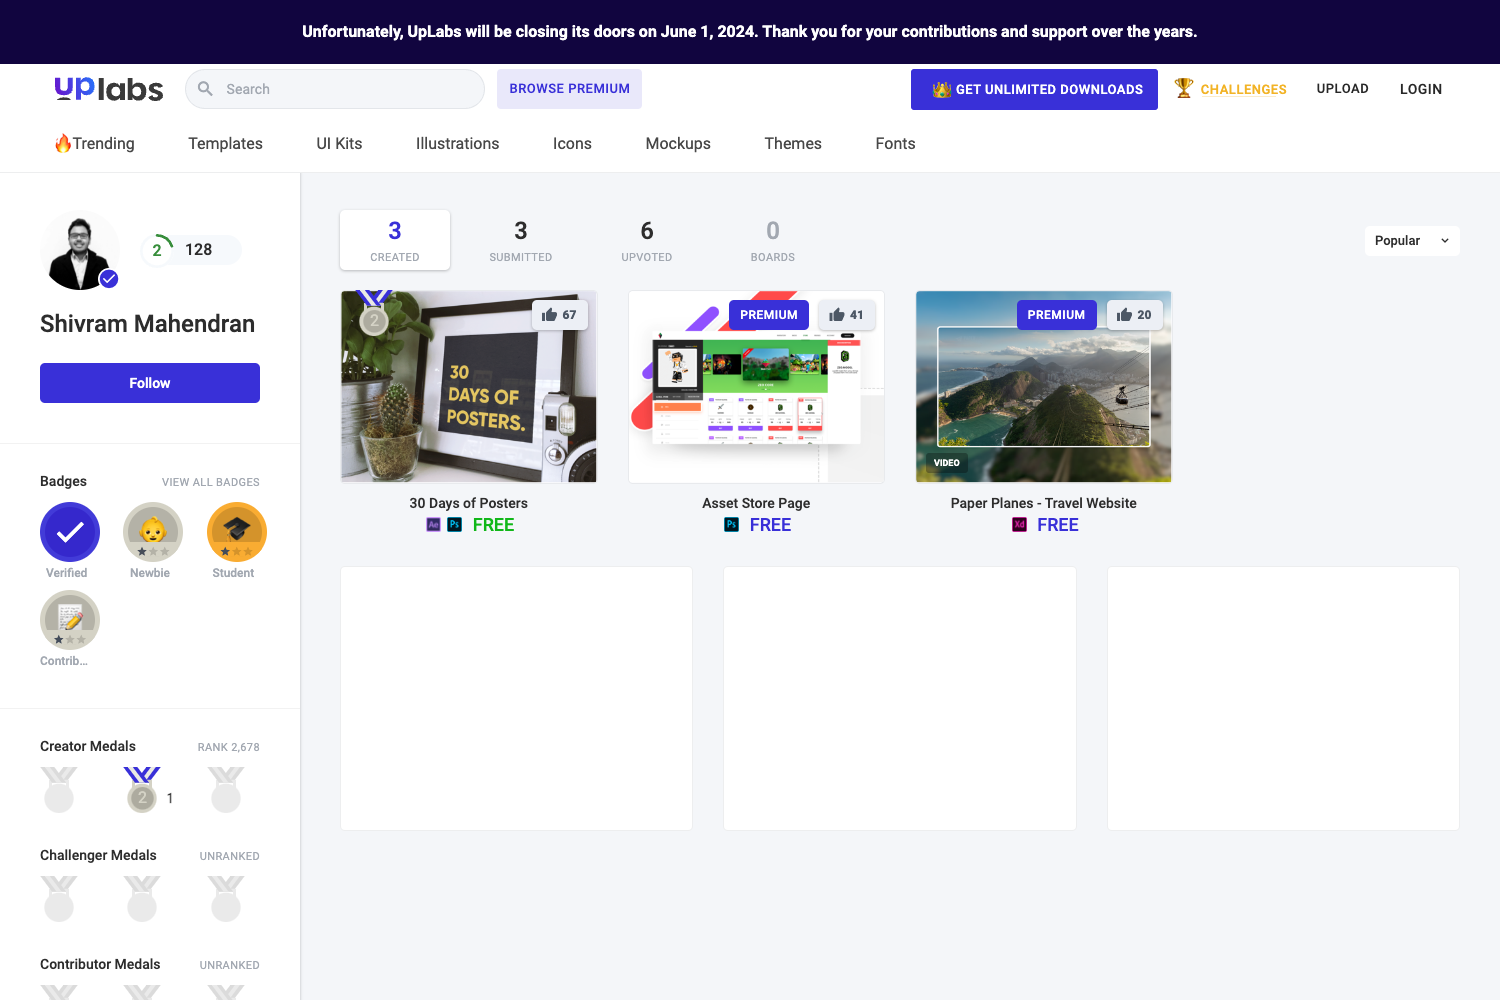 Unfortunately, UpLabs will be closing its doors on June 1, 2024. Thank you for your contributions and support over the years.
uplabs
Search
BROWSE PREMIUM
GET UNLIMITED DOWNLOADS
CHALLENGES
UPLOAD
LOGIN
Trending
Templates
UI Kits
Illustrations
Icons
Mockups
Themes
Fonts
2
128
Shivram Mahendran
Follow
Badges
VIEW ALL BADGES
Verified
Newbie
Student
Contrib...
Creator Medals
RANK 2,678
2
1
Challenger Medals
UNRANKED
Contributor Medals
UNRANKED
3
CREATED
3
SUBMITTED
6
UPVOTED
0
BOARDS
Popular
2
67
30
DAYS OF
POSTERS.
30 Days of Posters
Ae
Ps
FREE
PREMIUM
41
Asset Store Page
Ps
FREE
PREMIUM
20
VIDEO
Paper Planes - Travel Website
Xd
FREE